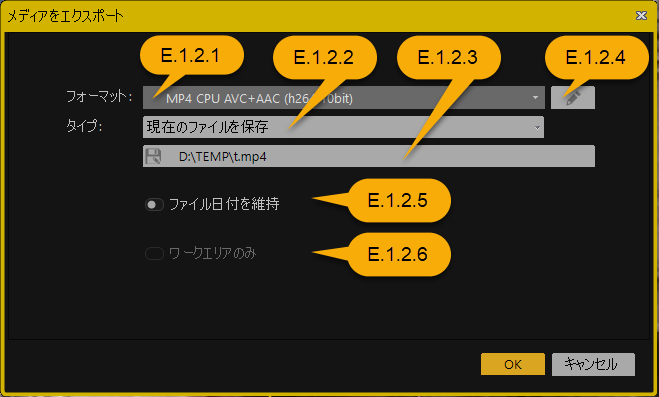 メディアをエクスポート
E.1.2.1
E.1.2.2
E.1.2.3
E.1.2.4
フォーマット:
MP4 CPU AVC+AAC (h26 10bit)
タイプ:
現在のファイルを保存
D:\TEMP\t.mp4
ファイル日付を維持
E.1.2.5
ワークエリアのみ
E.1.2.6
OK
キャンセル